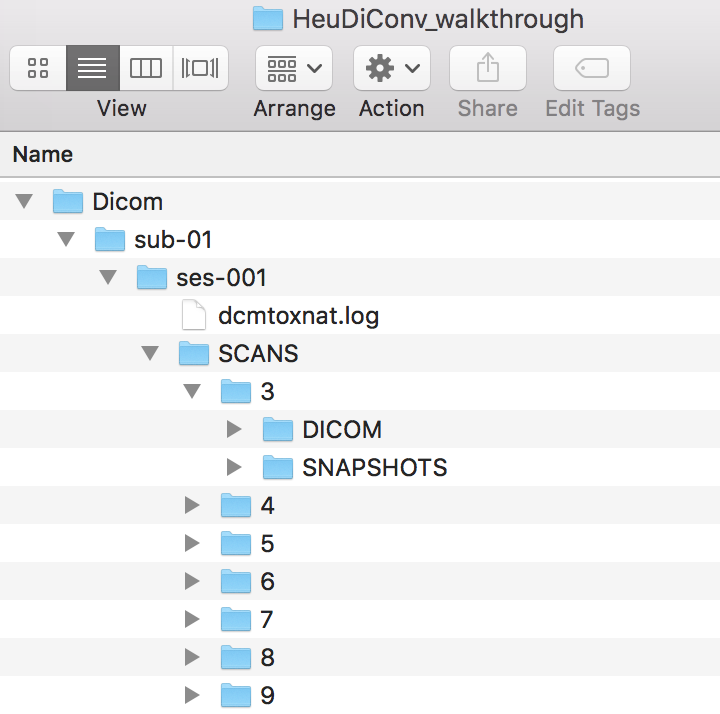 HeuDiConv_walkthrough
View Arrange Action Share Edit Tags
Name
Dicom
sub-01
ses-001
dcmtoxnat.log
SCANS
3
DICOM
SNAPSHOTS
4
5
6
7
8
9